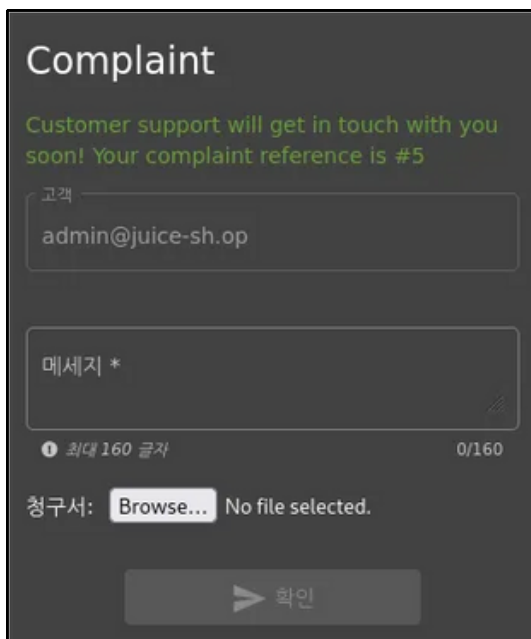 Complaint
Customer support will get in touch with you
soon! Your complaint reference is #5
고객
admin@juice-sh.op
메세지 *
최대 160 글자 0/160
청구서: Browse... No file selected.
확인